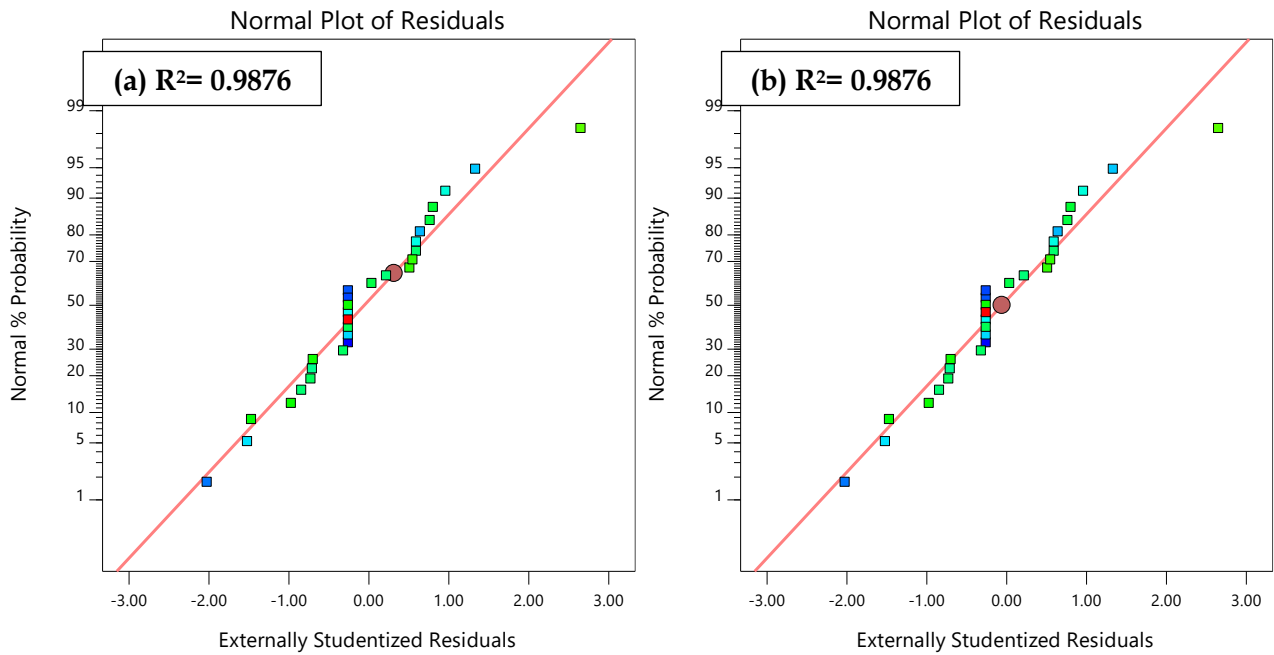 Normal Plot of Residuals
(a) R²= 0.9876
Normal % Probability
99
95
90
80
70
50
30
20
10
5
1
-3.00 -2.00 -1.00 0.00 1.00 2.00 3.00
Externally Studentized Residuals
Normal Plot of Residuals
(b) R²= 0.9876
Normal % Probability
99
95
90
80
70
50
30
20
10
5
1
-3.00 -2.00 -1.00 0.00 1.00 2.00 3.00
Externally Studentized Residuals